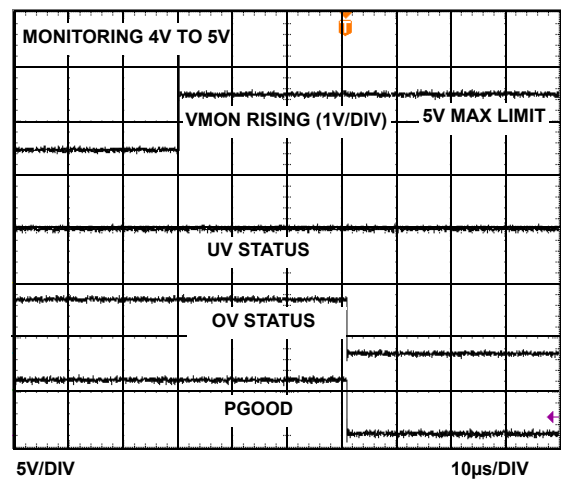 MONITORING 4V TO 5V
T
VMON RISING (1V/DIV)
5V MAX LIMIT
UV STATUS
OV STATUS
PGOOD
5V/DIV
10µs/DIV